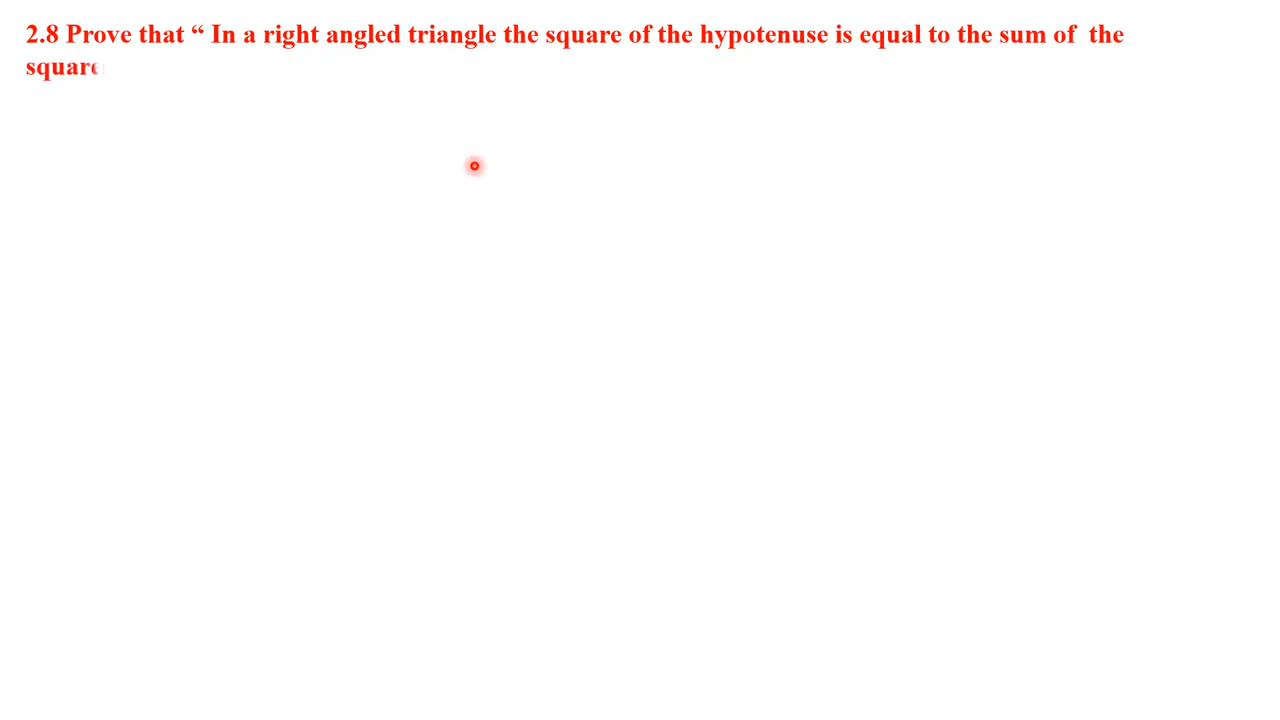 2.8 Prove that “ In a right angled triangle the square of the hypotenuse is equal to the sum of the
square